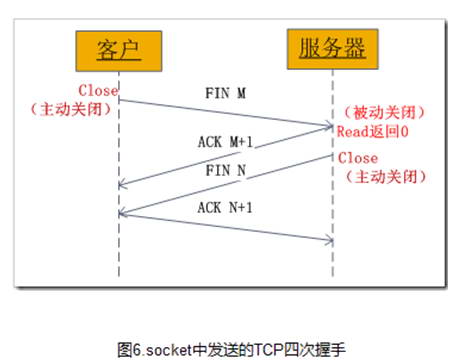 客户
服务器
Close
（主动关闭）
FIN M
（被动关闭）
Read返回0
ACK M+1
FIN N
Close
（主动关闭）
ACK N+1
图6.socket中发送的TCP四次握手